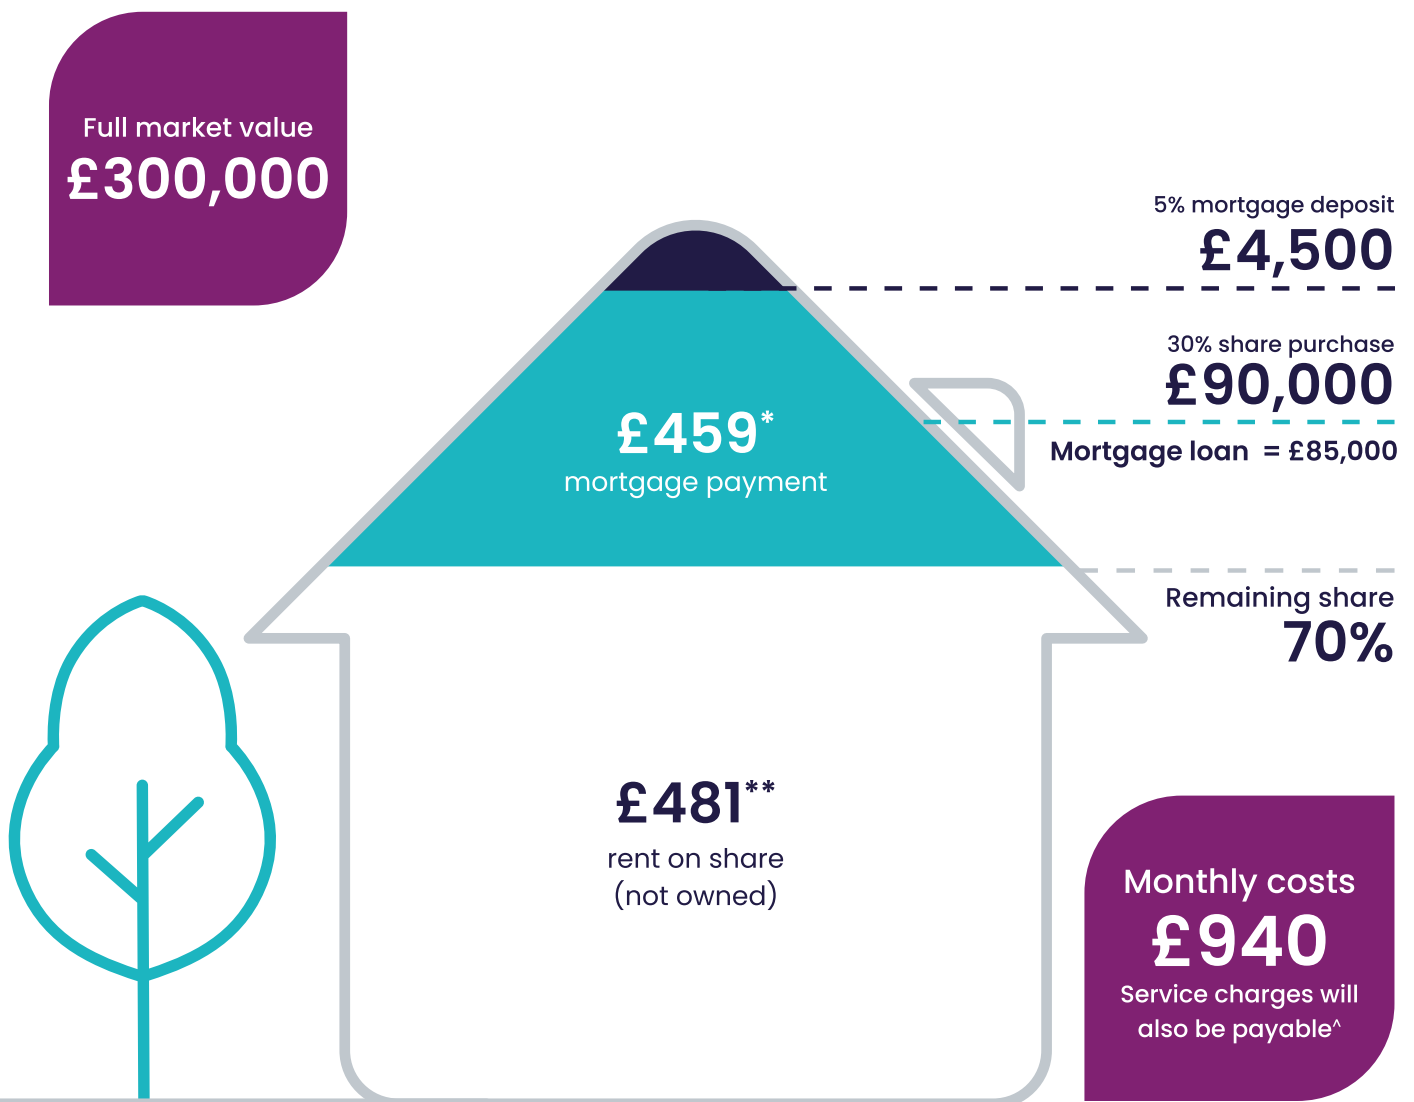 Full market value
£300,000
5% mortgage deposit
£4,500
30% share purchase
£90,000
Mortgage loan = £85,000
£459*
mortgage payment
Remaining share
70%
£481**
rent on share
(not owned)
Monthly costs
£940
Service charges will
also be payable^